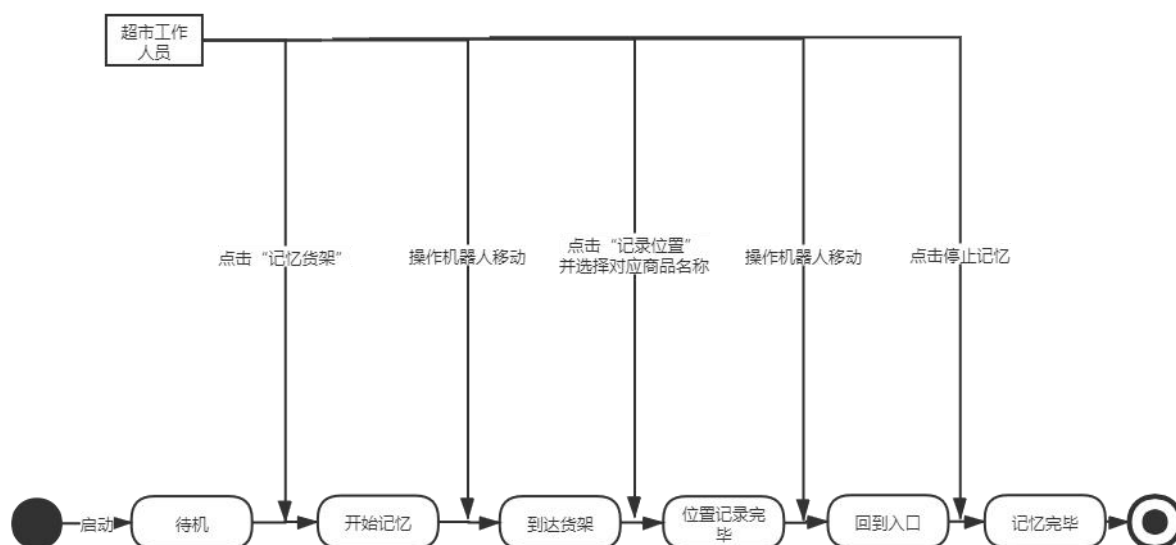 超市工作
人员
点击“记忆货架”
操作机器人移动
点击“记录位置”
并选择对应商品名称
操作机器人移动
点击停止记忆
启动
待机
开始记忆
到达货架
位置记录完
毕
回到入口
记忆完毕